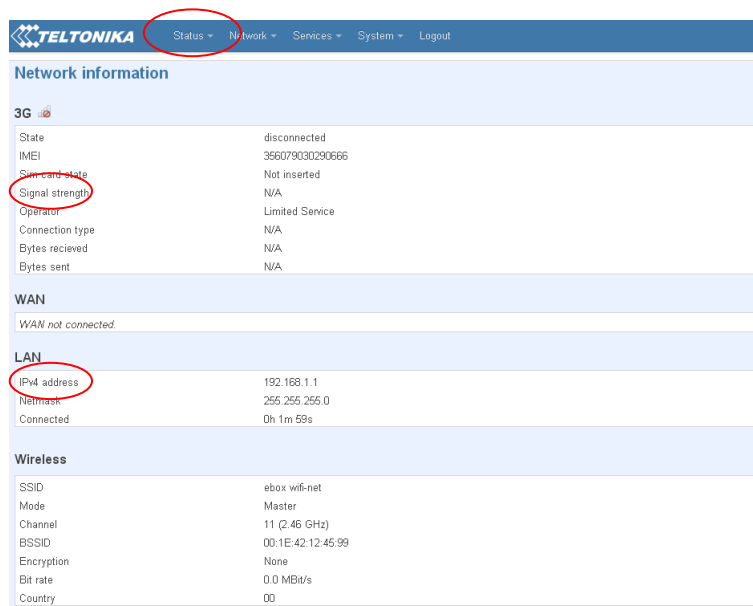 TELTONIKA Status Network Services System Logout
Network information
3G
State disconnected
IMEI 356079030290666
Sim card state Not inserted
Signal strength N/A
Operator Limited Service
Connection type N/A
Bytes recieved N/A
Bytes sent N/A
WAN
WAN not connected.
LAN
IPv4 address 192.168.1.1
Netmask 255.255.255.0
Connected 0h 1m 59s
Wireless
SSID ebox wifi-net
Mode Master
Channel 11 (2.46 GHz)
BSSID 00:1E:42:12:45:99
Encryption None
Bit rate 0.0 MBit/s
Country 00